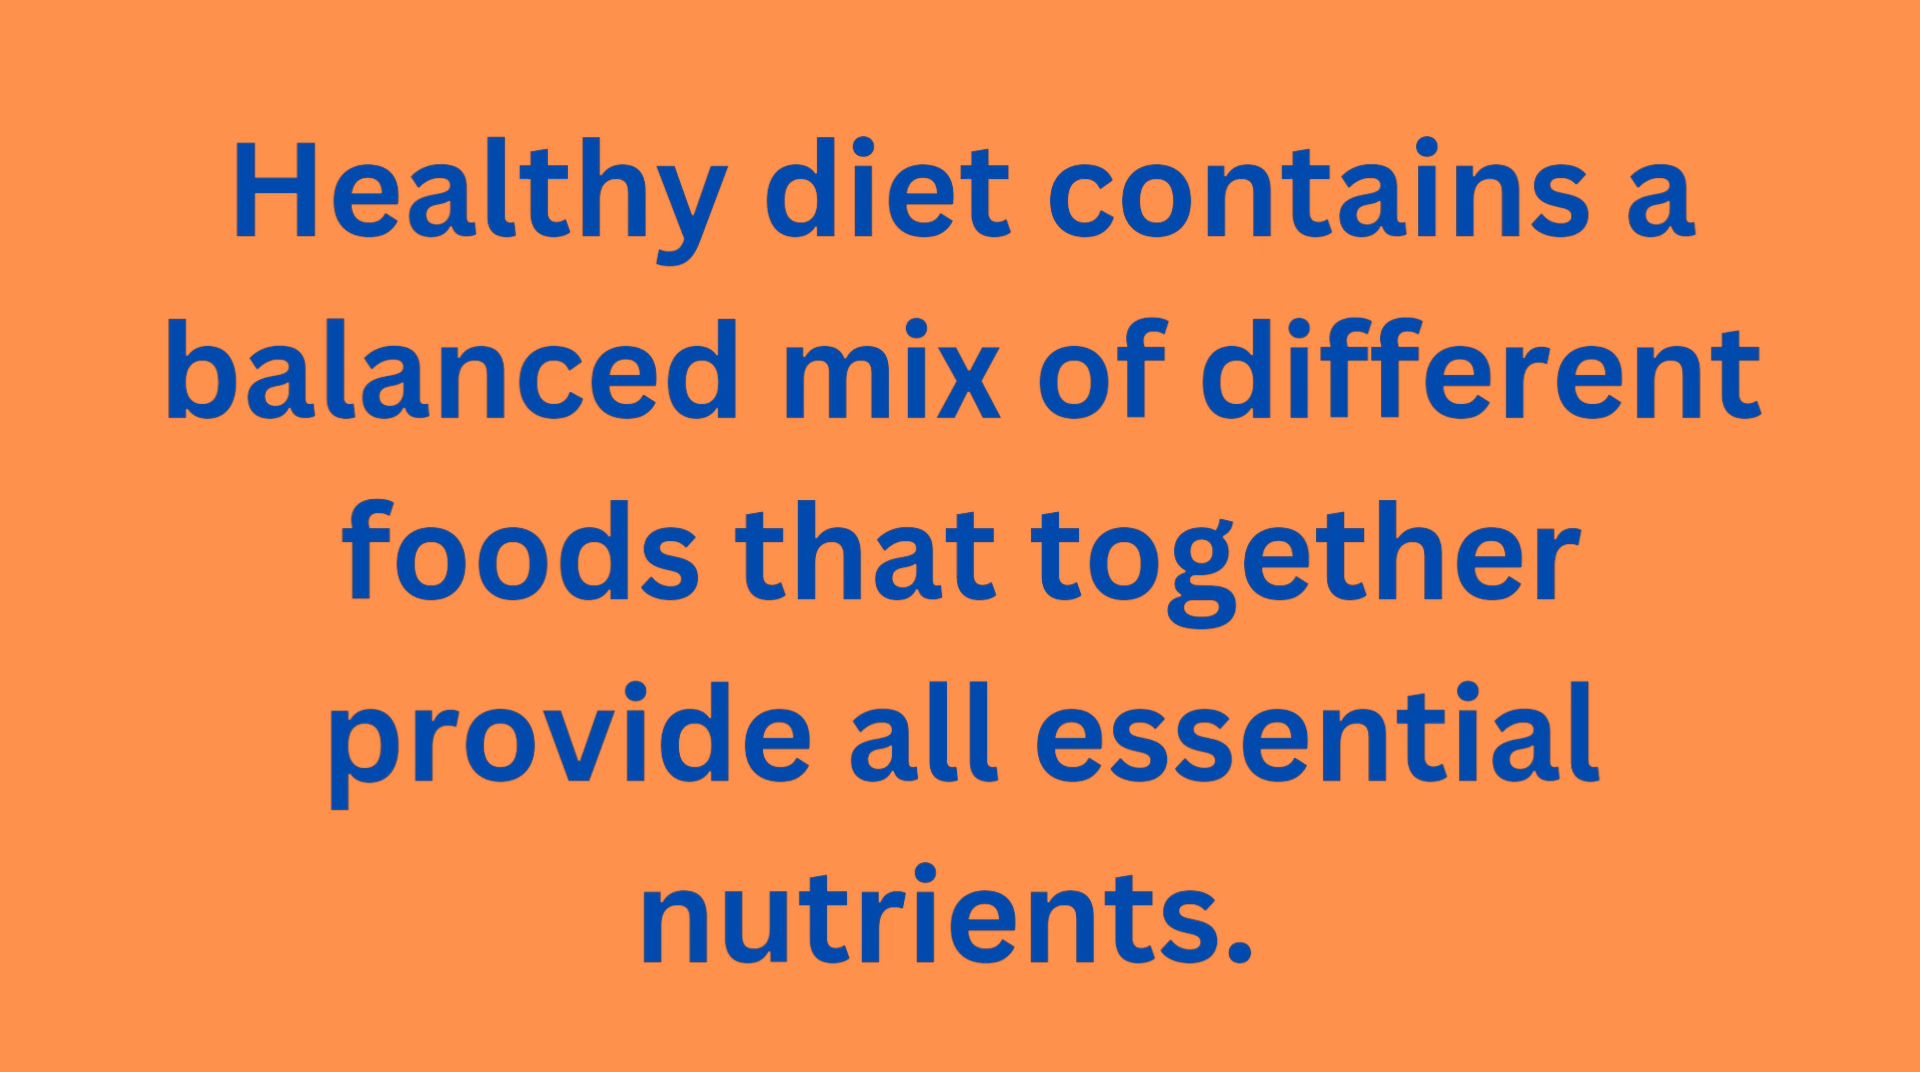 Healthy diet contains a
balanced mix of different
foods that together
provide all essential
nutrients.